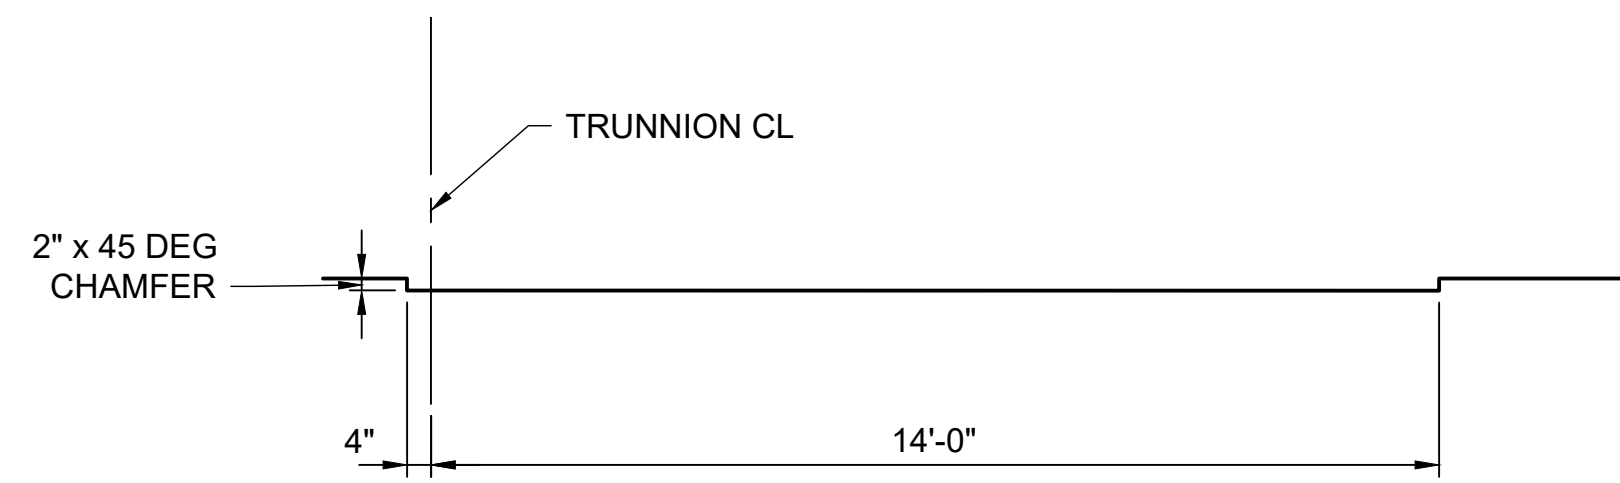 TRUNNION CL
2" x 45 DEG
CHAMFER
4"
14'-0"